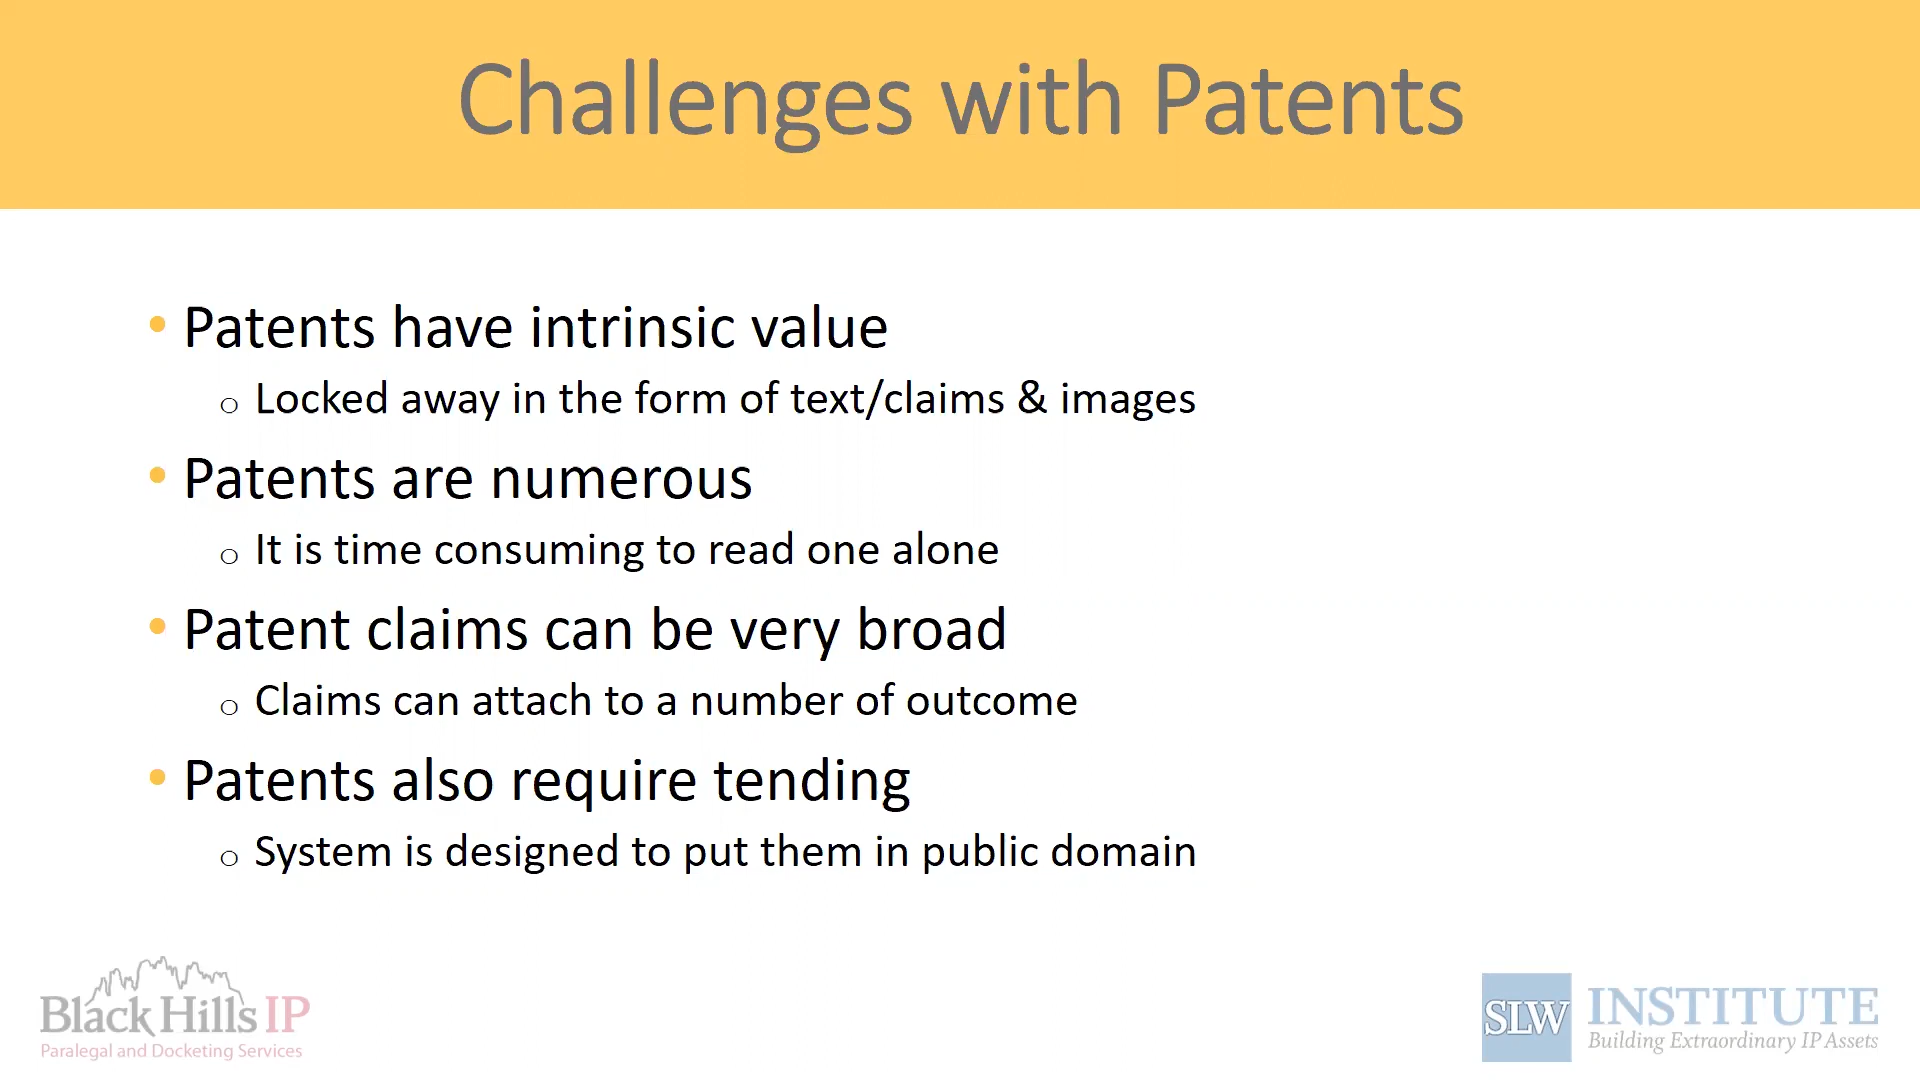 Challenges with Patents
• Patents have intrinsic value
o Locked away in the form of text/claims & images
• Patents are numerous
o It is time consuming to read one alone
• Patent claims can be very broad
o Claims can attach to a number of outcome
• Patents also require tending
o System is designed to put them in public domain
Black Hills IP
Paralegal and Docketing Services
SLW INSTITUTE
Building Extraordinary IP Assets